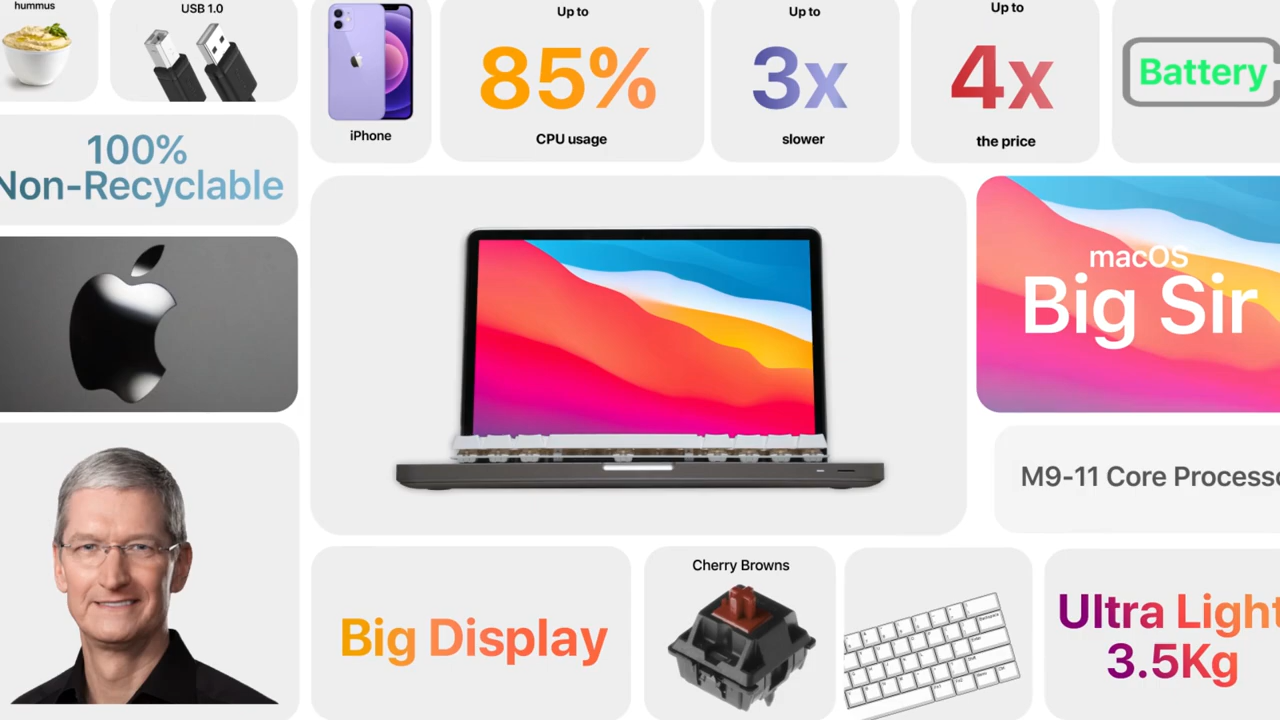 hummus
USB 1.0
iPhone
Up to
85%
CPU usage
Up to
3x
slower
Up to
4x
the price
Battery
100%
Non-Recyclable
macOS
Big Sir
M9-11 Core Process
Big Display
Cherry Browns
Ultra Light
3.5Kg